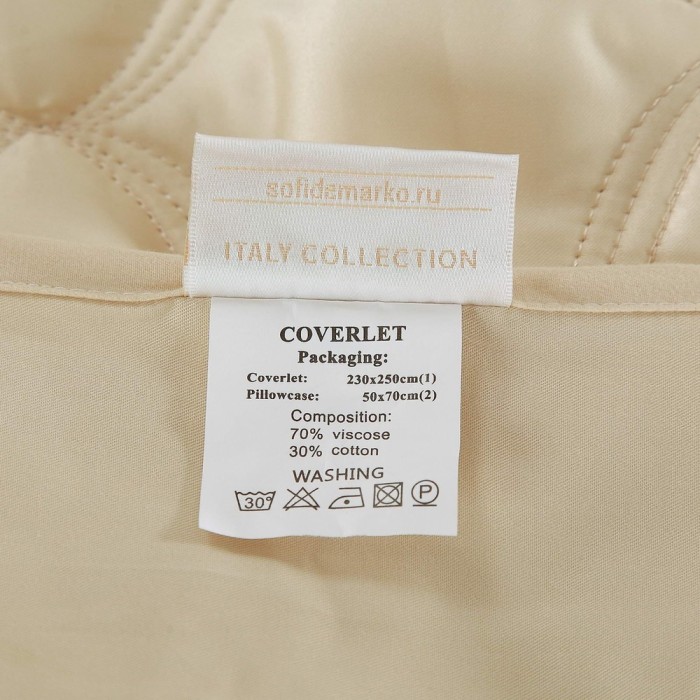 sofidemarko.ru
ITALY COLLECTION
COVERLET
Packaging:
Coverlet: 230x250cm(1)
Pillowcase: 50x70cm(2)
Composition:
70% viscose
30% cotton
WASHING
30° P